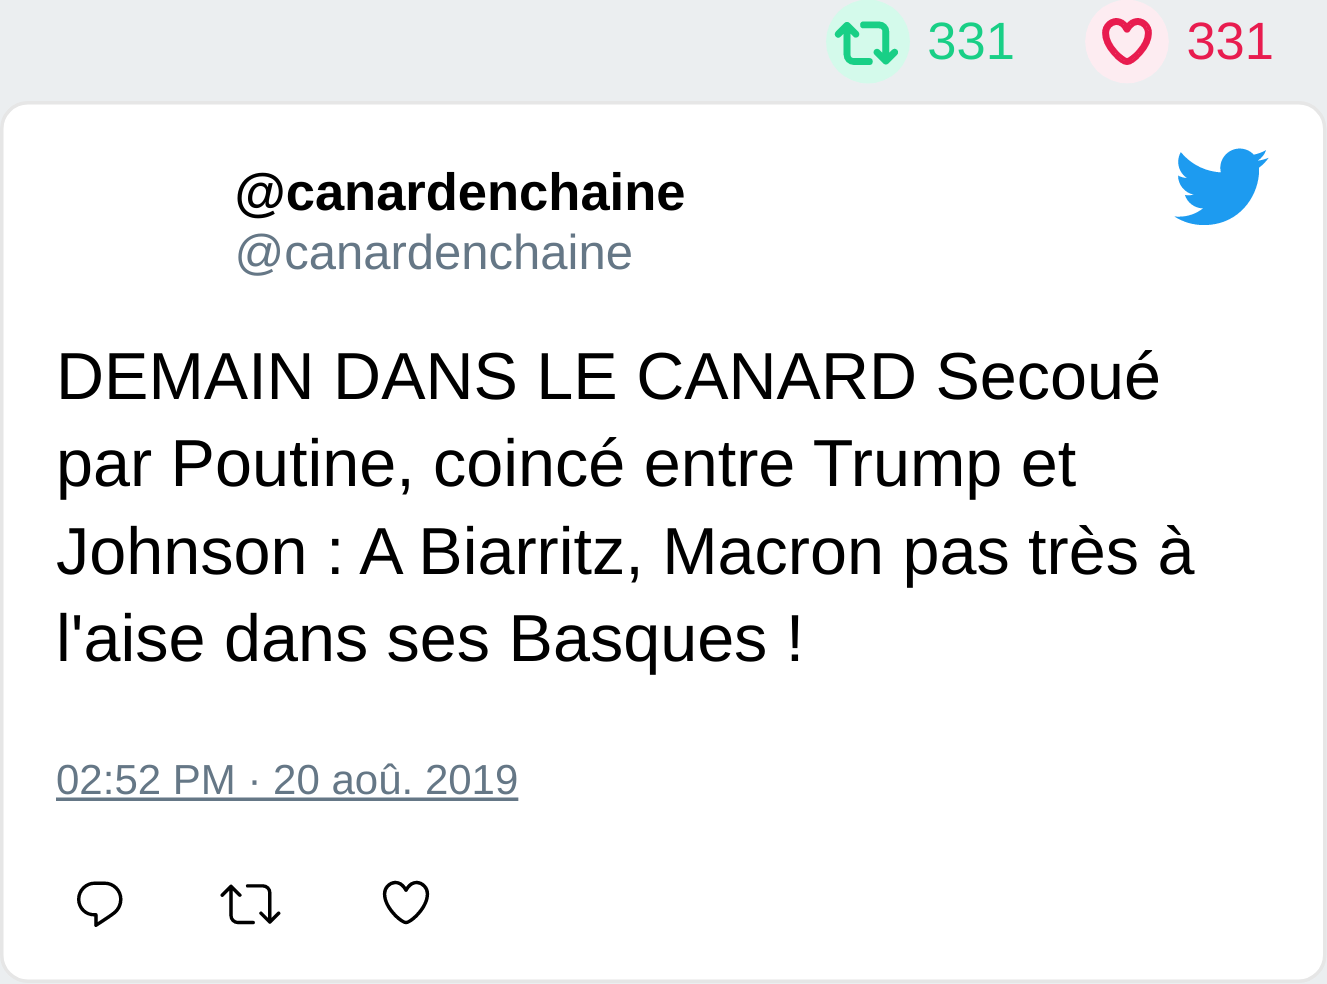 331 331
@canardenchaine
@canardenchaine
DEMAIN DANS LE CANARD Secoué
par Poutine, coincé entre Trump et
Johnson : A Biarritz, Macron pas très à
l'aise dans ses Basques !
02:52 PM · 20 aoû. 2019